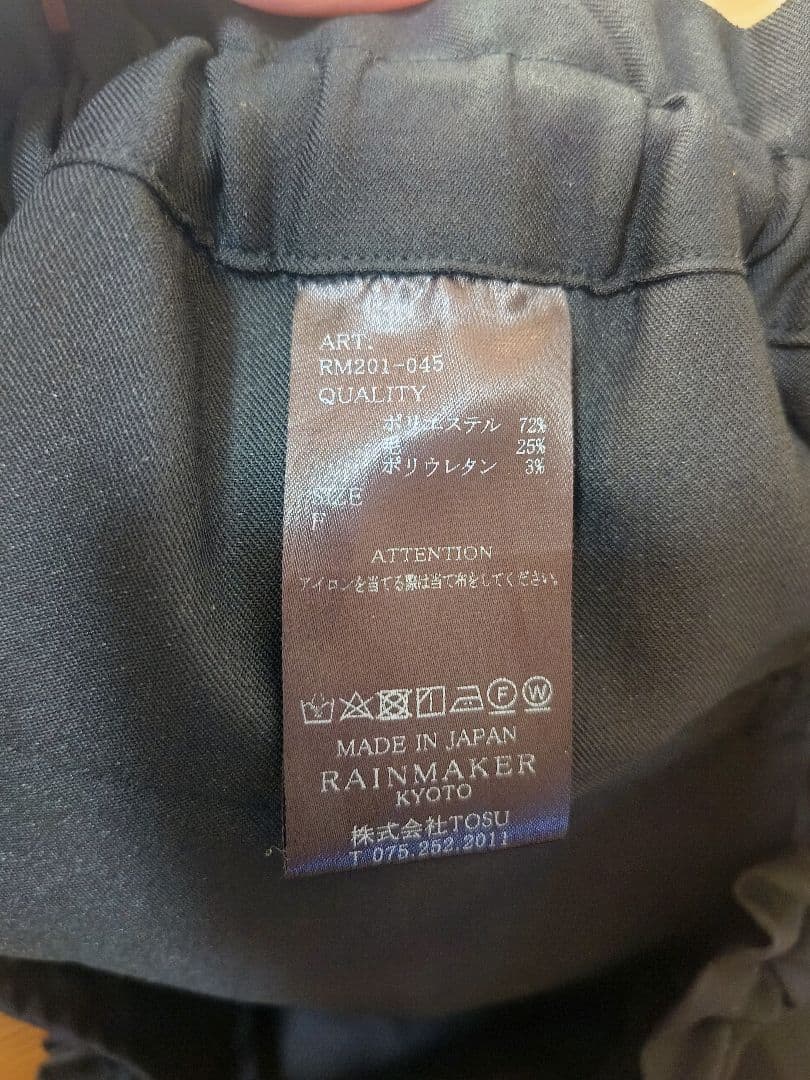 ART.
RM201-045
QUALITY
ポリエステル 72%
毛 25%
ポリウレタン 3%
SIZE
F
ATTENTION
アイロンを当てる際は当て布をしてください。
F W
MADE IN JAPAN
RAINMAKER
KYOTO
株式会社TOSU
T 075.252.2011